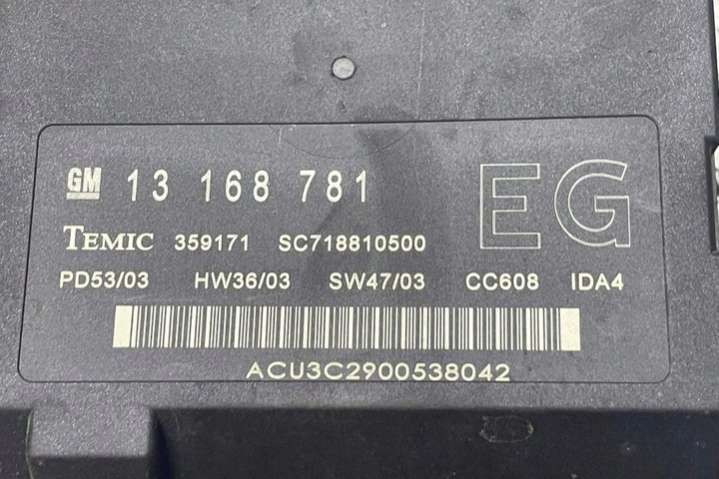 GM 13 168 781 EG
TEMIC 359171 SC718810500
PD53/03 HW36/03 SW47/03 CC608 IDA4
ACU3C2900538042